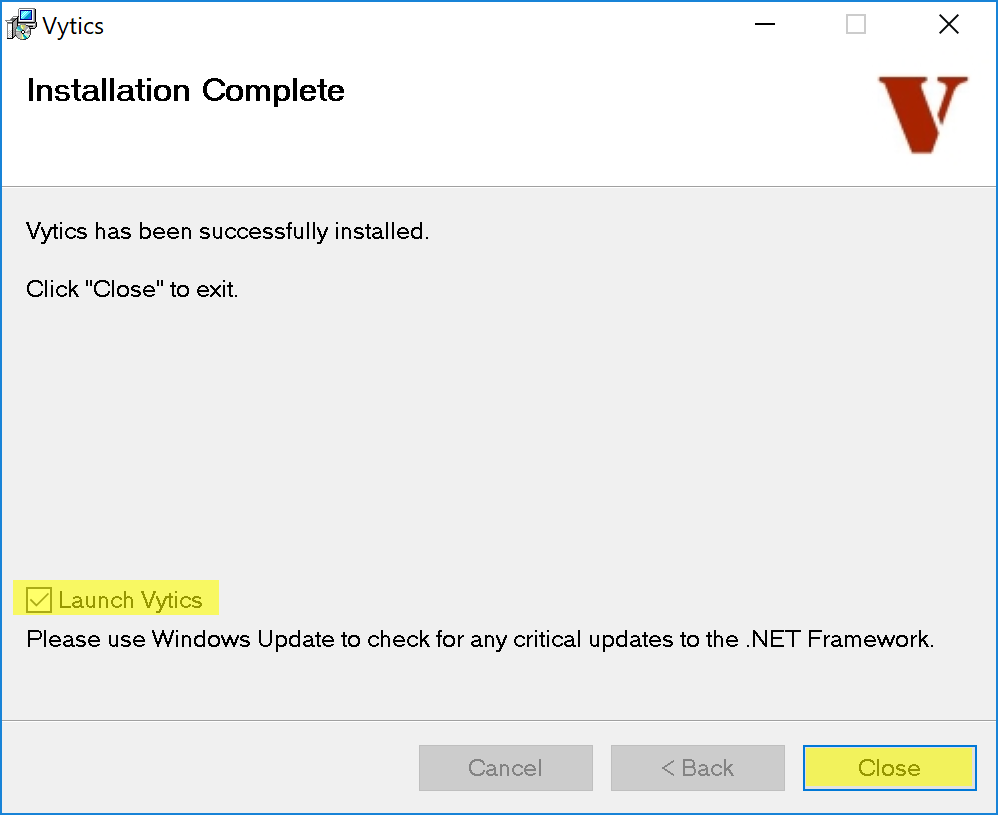 Vytics
Installation Complete
V
Vytics has been successfully installed.
Click "Close" to exit.
Launch Vytics
Please use Windows Update to check for any critical updates to the .NET Framework.
Cancel
< Back
Close